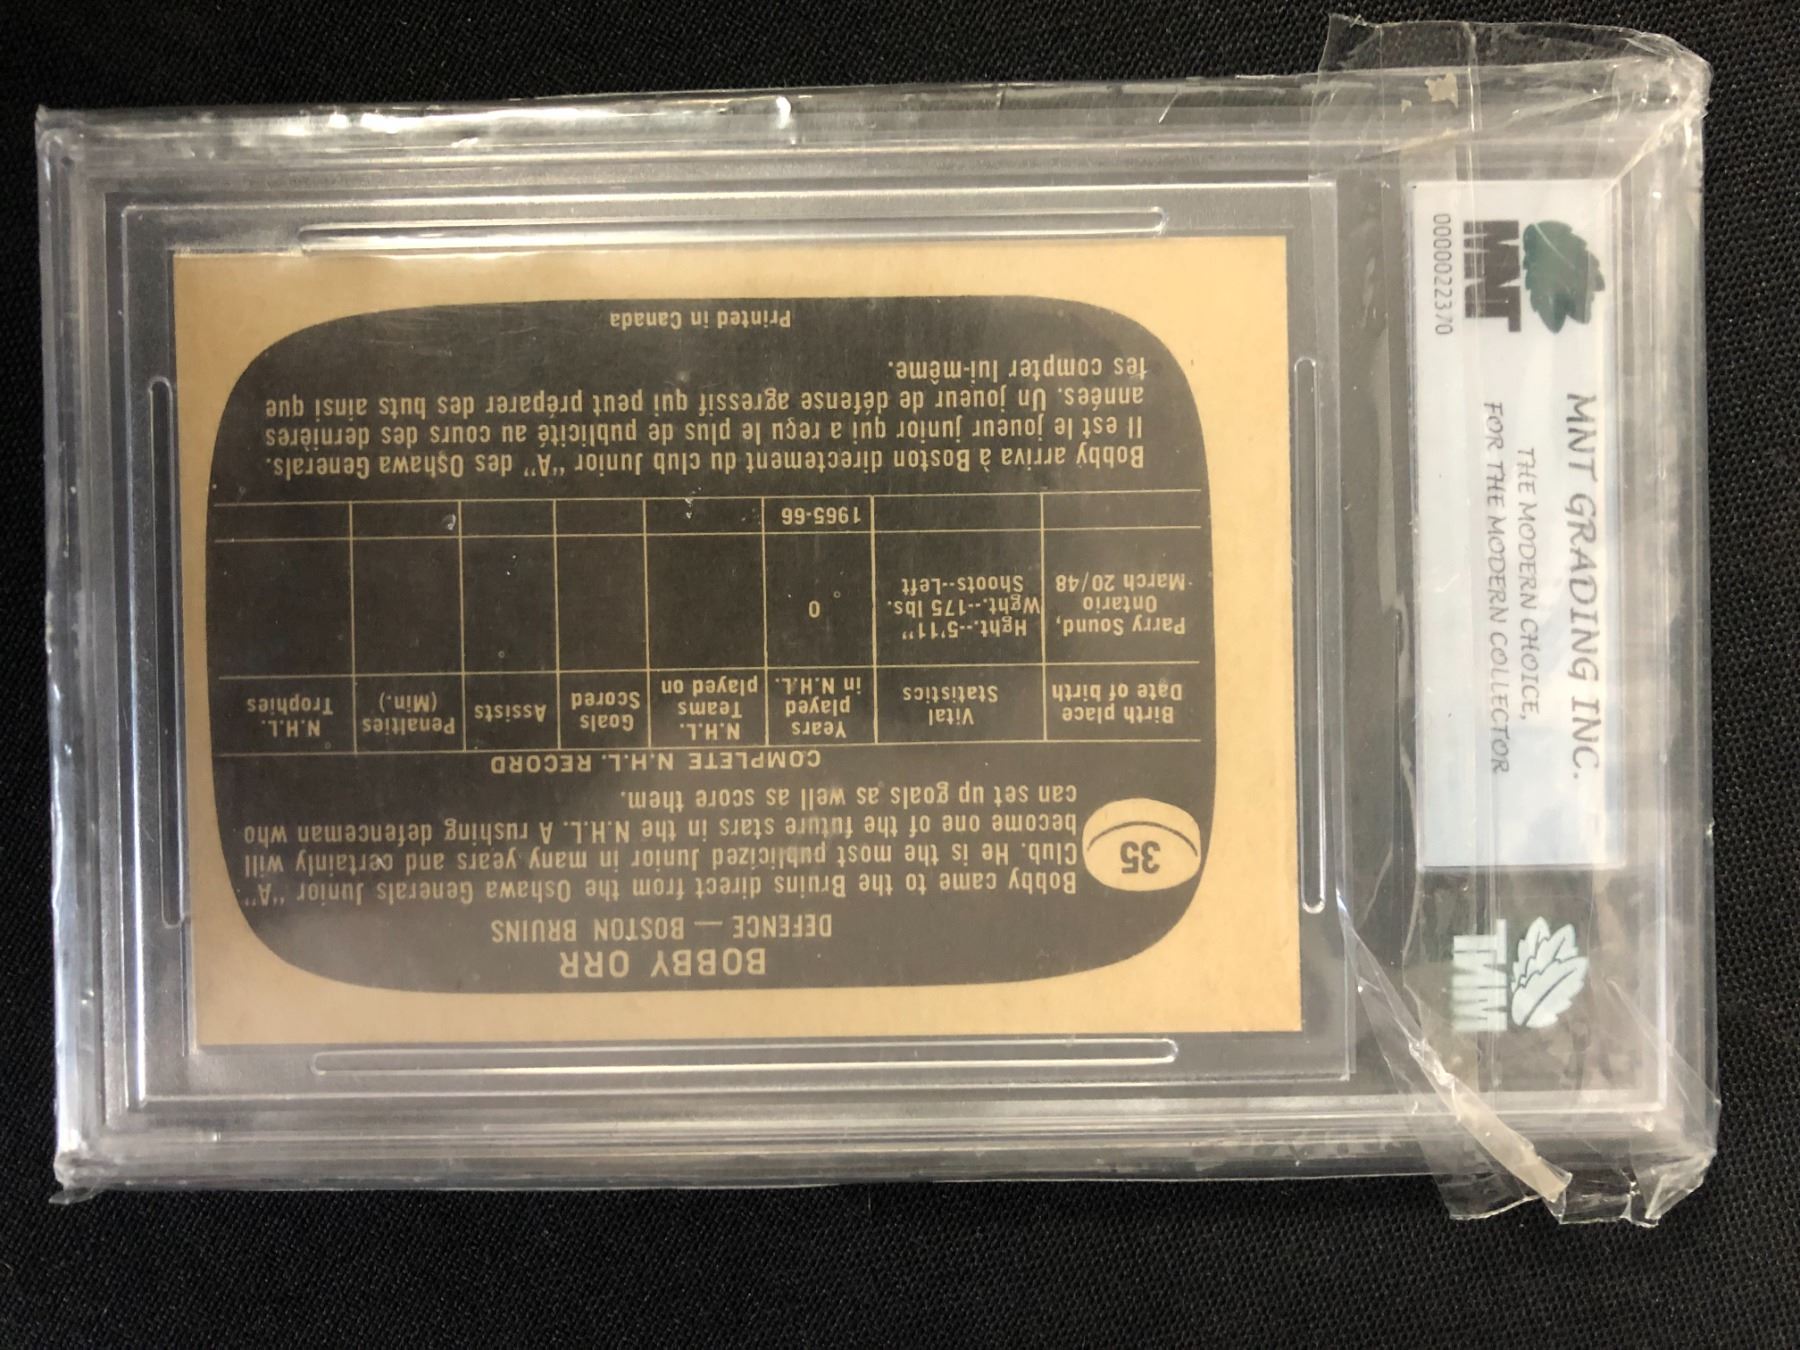 BOBBY ORR
DEFENCE — BOSTON BRUINS
35
Bobby came to the Bruins direct from the Oshawa Generals Junior "A"
Club. He is the most publicized Junior in many years and certainly will
become one of the future stars in the N.H.L. A rushing defenceman who
can set up goals as well as score them.
COMPLETE N.H.L. RECORD
Birth place
Date of birth
Vital
Statistics
Years
played
in N.H.L.
N.H.L.
Teams
played on
Goals
Scored
Assists
Penalties
(Min.)
N.H.L.
Trophies
Parry Sound,
Ontario
March 20/48
Hght.--5'11"
Wght.--175 lbs.
Shoots--Left
0
1965-66
Bobby arriva à Boston directement du club Junior "A" des Oshawa Generals.
Il est le joueur junior qui a reçu le plus de publicité au cours des dernières
années. Un joueur de défense agressif qui peut préparer des buts ainsi que
les compter lui-même.
Printed in Canada
MNT
0000022370
MNT GRADING INC.
THE MODERN CHOICE,
FOR THE MODERN COLLECTOR
MNT